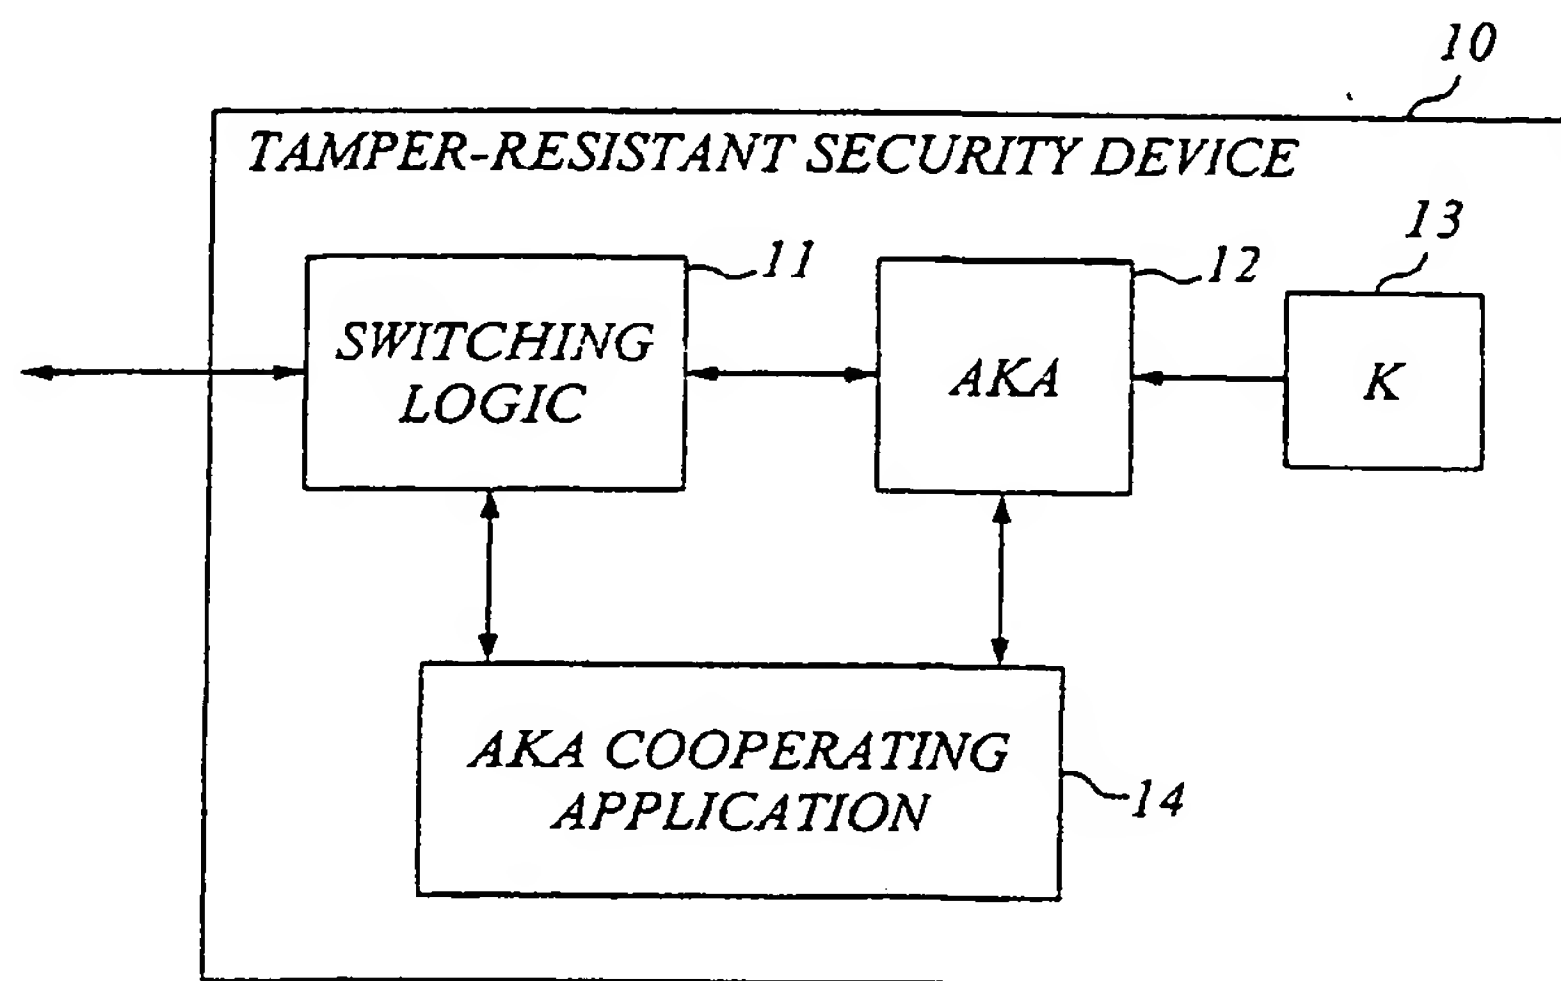 10
TAMPER-RESISTANT SECURITY DEVICE
11
12
13
SWITCHING
LOGIC
AKA
K
AKA COOPERATING
APPLICATION
14